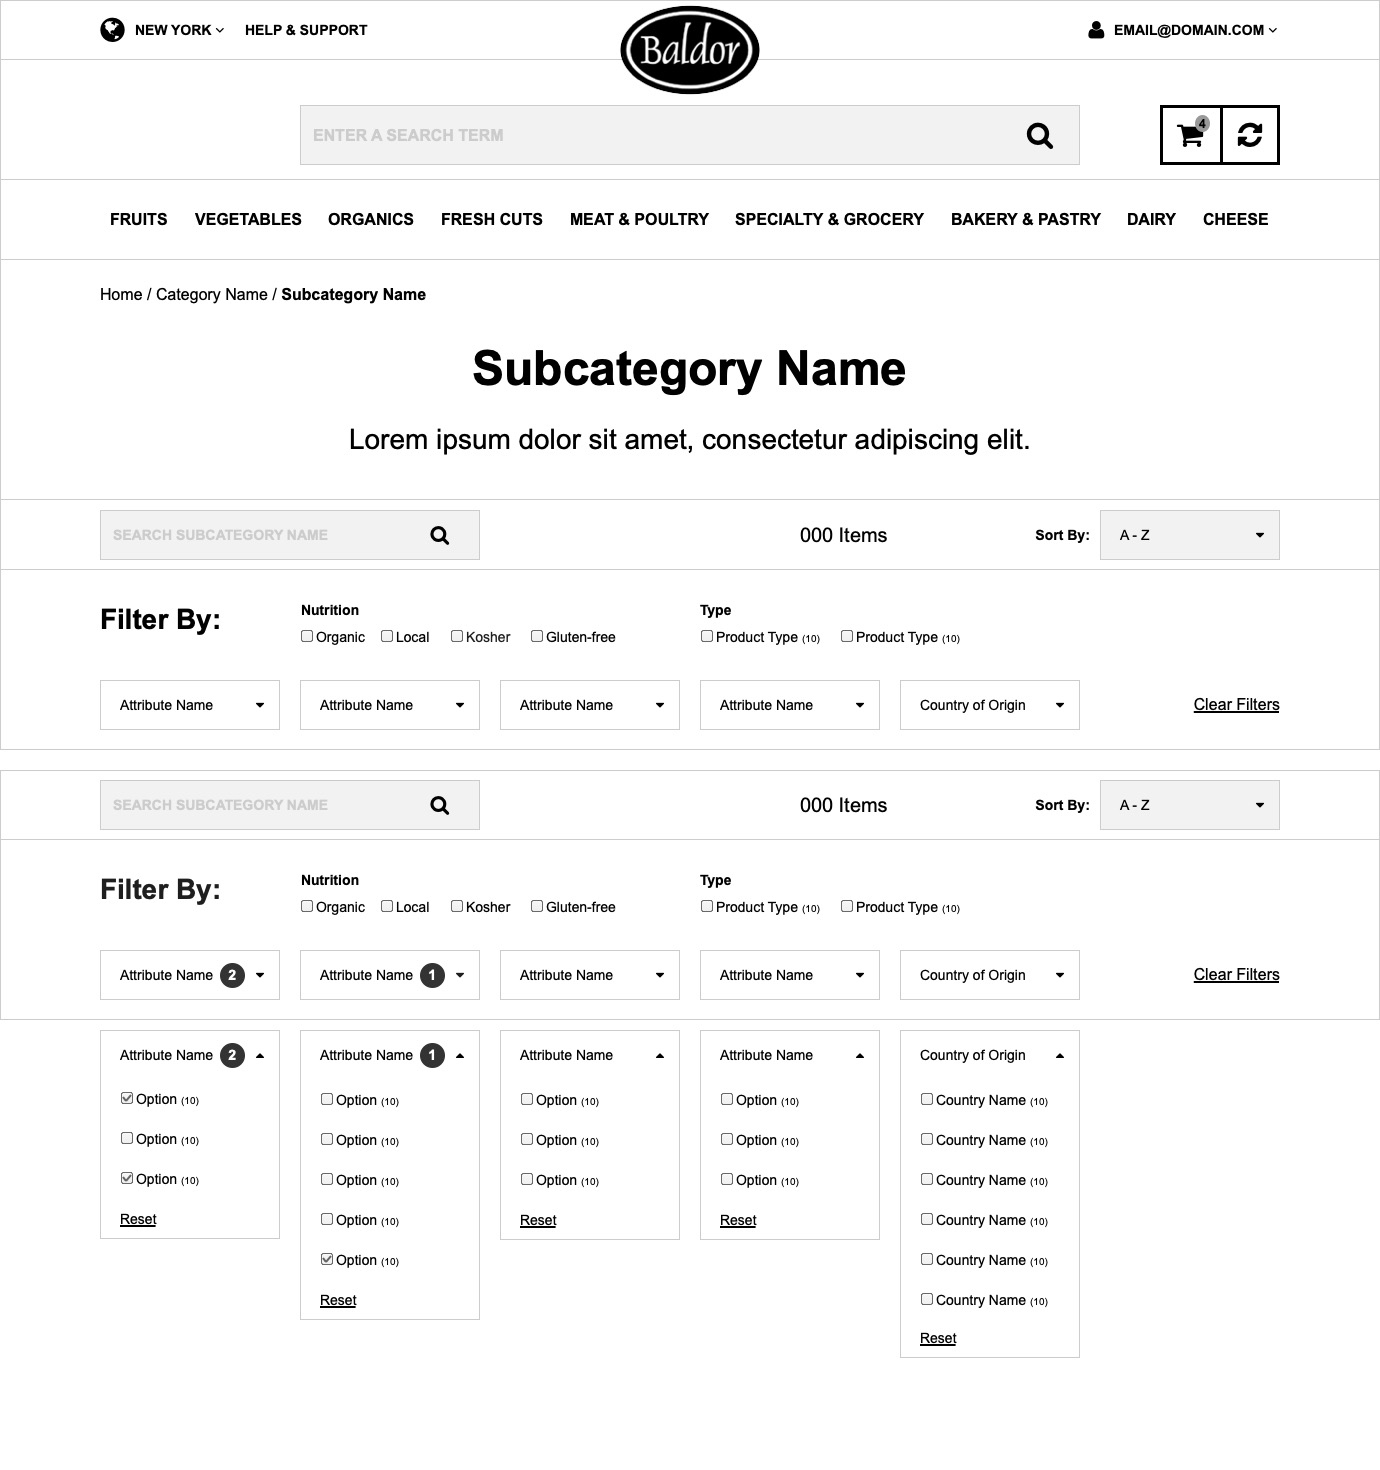 NEW YORK HELP & SUPPORT Baldor EMAIL@DOMAIN.COM
ENTER A SEARCH TERM 4
FRUITS VEGETABLES ORGANICS FRESH CUTS MEAT & POULTRY SPECIALTY & GROCERY BAKERY & PASTRY DAIRY CHEESE
Home / Category Name / Subcategory Name
Subcategory Name
Lorem ipsum dolor sit amet, consectetur adipiscing elit.
SEARCH SUBCATEGORY NAME 000 Items Sort By: A - Z
Filter By: Nutrition Type
Organic Local Kosher Gluten-free Product Type (10) Product Type (10)
Attribute Name Attribute Name Attribute Name Attribute Name Country of Origin Clear Filters
SEARCH SUBCATEGORY NAME 000 Items Sort By: A - Z
Filter By: Nutrition Type
Organic Local Kosher Gluten-free Product Type (10) Product Type (10)
Attribute Name 2 Attribute Name 1 Attribute Name Attribute Name Country of Origin Clear Filters
Attribute Name 2 Attribute Name 1 Attribute Name Attribute Name Country of Origin
Option (10) Option (10) Option (10) Option (10) Country Name (10)
Option (10) Option (10) Option (10) Option (10) Country Name (10)
Option (10) Option (10) Option (10) Option (10) Country Name (10)
Reset Option (10) Reset Reset Country Name (10)
Option (10) Country Name (10)
Reset Country Name (10)
Reset